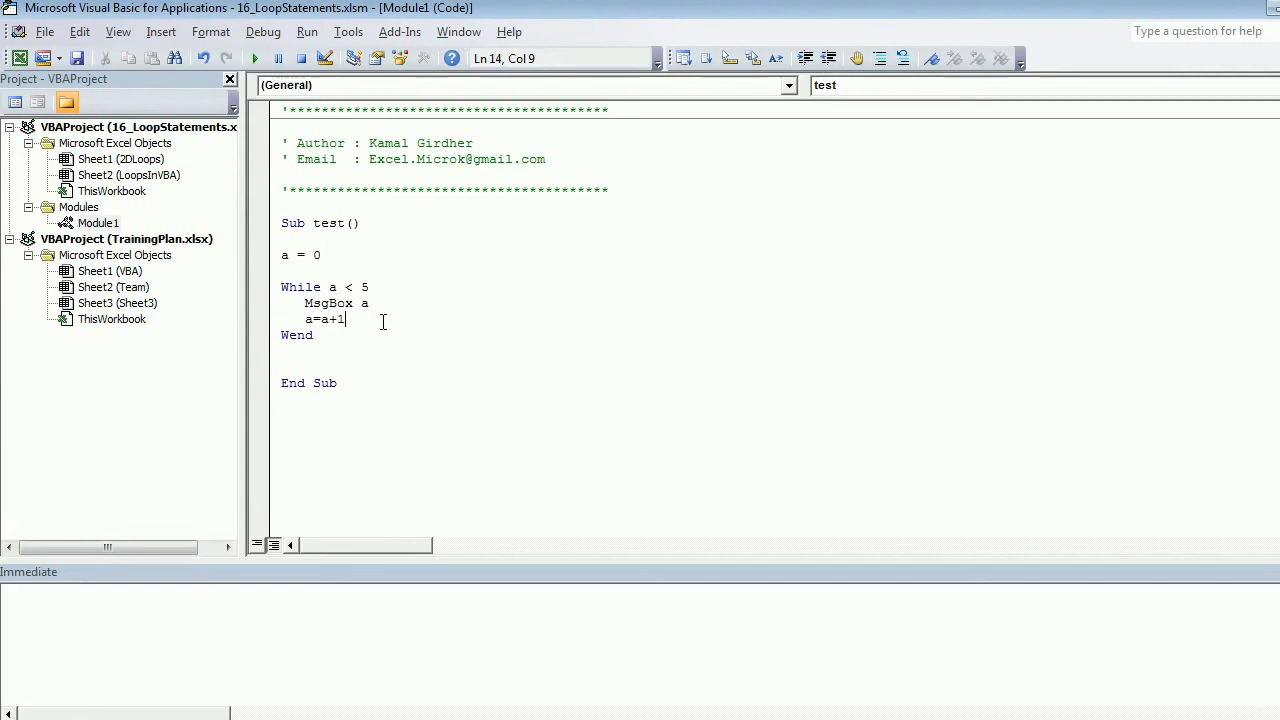 Microsoft Visual Basic for Applications - 16_LoopStatements.xlsm - [Module1 (Code)]
File Edit View Insert Format Debug Run Tools Add-Ins Window Help
Type a question for help
Ln 14, Col 9
Project - VBAProject
(General)
test
VBAProject (16_LoopStatements.x
Microsoft Excel Objects
Sheet1 (2DLoops)
Sheet2 (LoopsInVBA)
ThisWorkbook
Modules
Module1
VBAProject (TrainingPlan.xlsx)
Microsoft Excel Objects
Sheet1 (VBA)
Sheet2 (Team)
Sheet3 (Sheet3)
ThisWorkbook
'****************************************
' Author : Kamal Girdher
' Email  : Excel.Microk@gmail.com
'****************************************
Sub test()
a = 0
While a < 5
MsgBox a
a=a+1
Wend
End Sub
Immediate